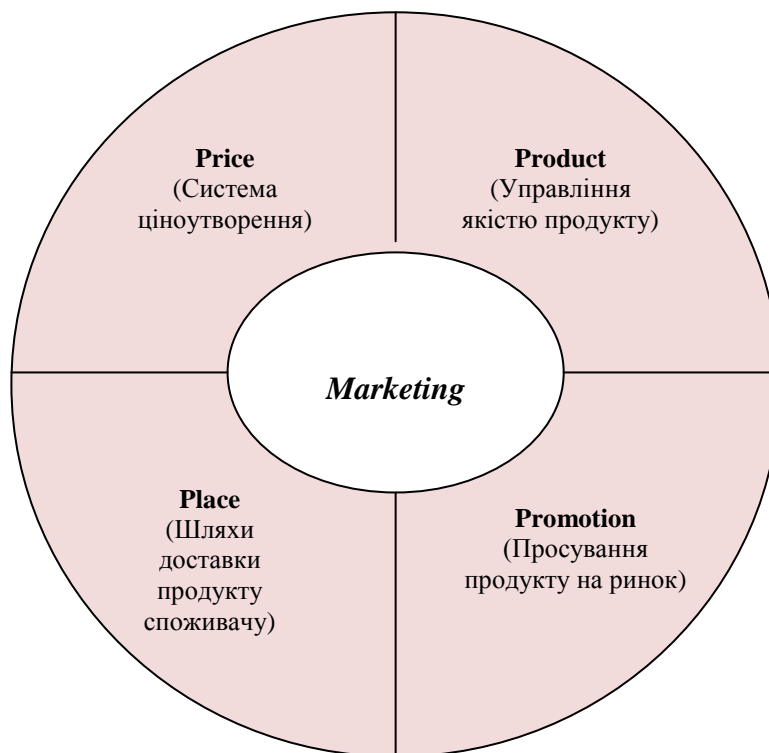 Price
(Система
ціноутворення)
Product
(Управління
якістю продукту)
Marketing
Place
(Шляхи
доставки
продукту
споживачу)
Promotion
(Просування
продукту на ринок)